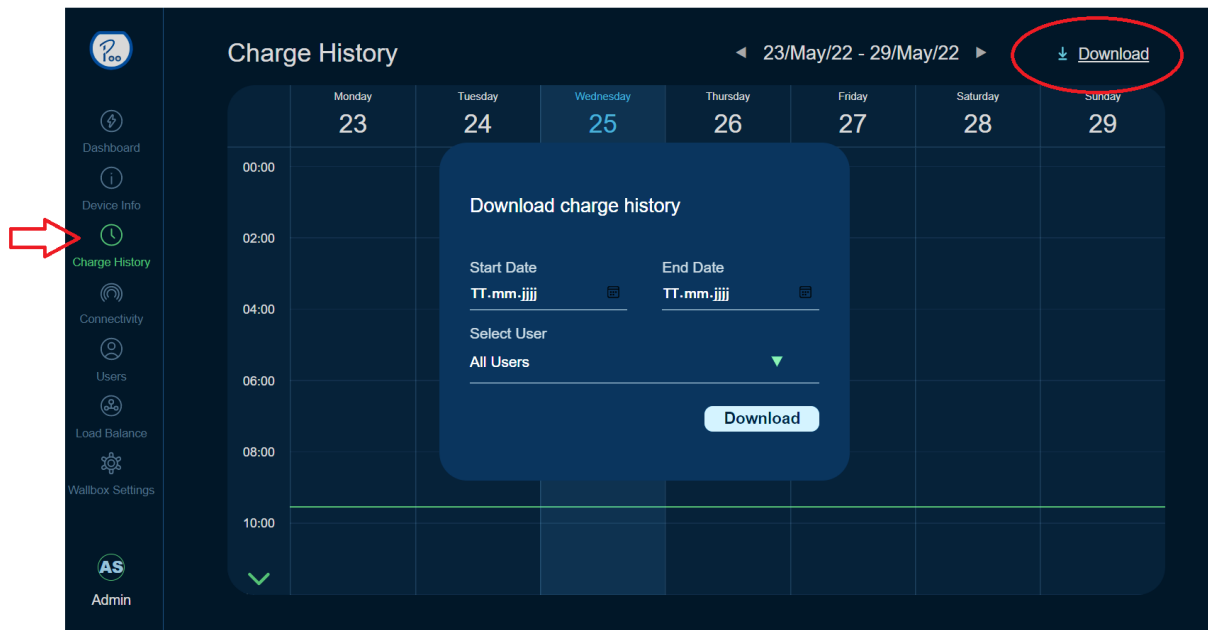 Poo
Charge History
23/May/22 - 29/May/22
Download
Monday Tuesday Wednesday Thursday Friday Saturday Sunday
23 24 25 26 27 28 29
Dashboard
Device Info
Charge History
Connectivity
Users
Load Balance
Wallbox Settings
AS
Admin
00:00
02:00
04:00
06:00
08:00
10:00
Download charge history
Start Date End Date
TT.mm.jjjj TT.mm.jjjj
Select User
All Users
Download